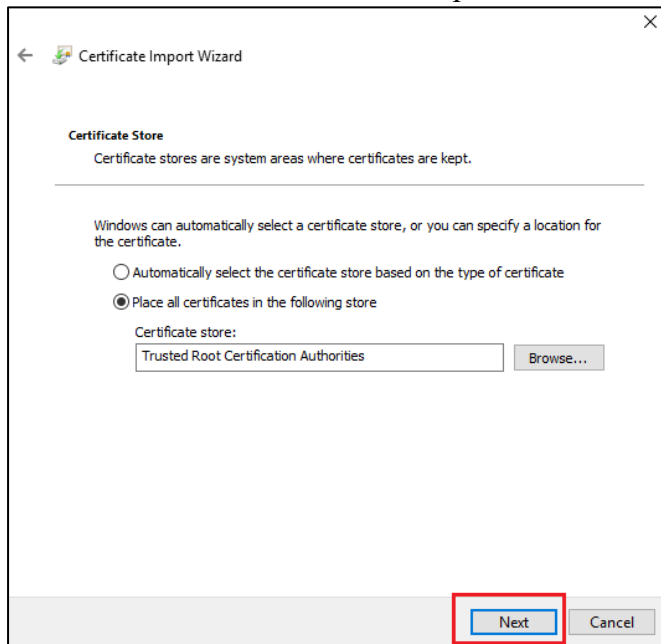 Certificate Import Wizard
Certificate Store
Certificate stores are system areas where certificates are kept.
Windows can automatically select a certificate store, or you can specify a location for
the certificate.
Automatically select the certificate store based on the type of certificate
Place all certificates in the following store
Certificate store:
Trusted Root Certification Authorities
Browse...
Next
Cancel